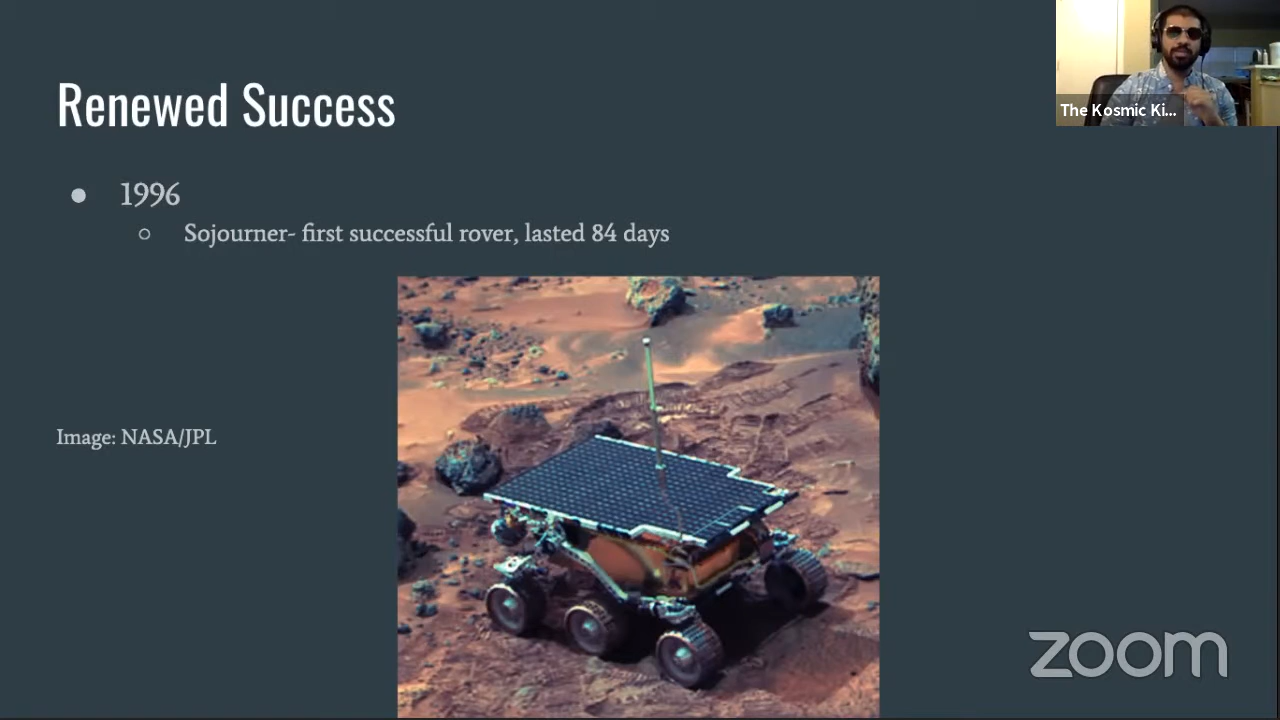 Renewed Success
The Kosmic Ki...
● 1996
○ Sojourner- first successful rover, lasted 84 days
Image: NASA/JPL
zoom